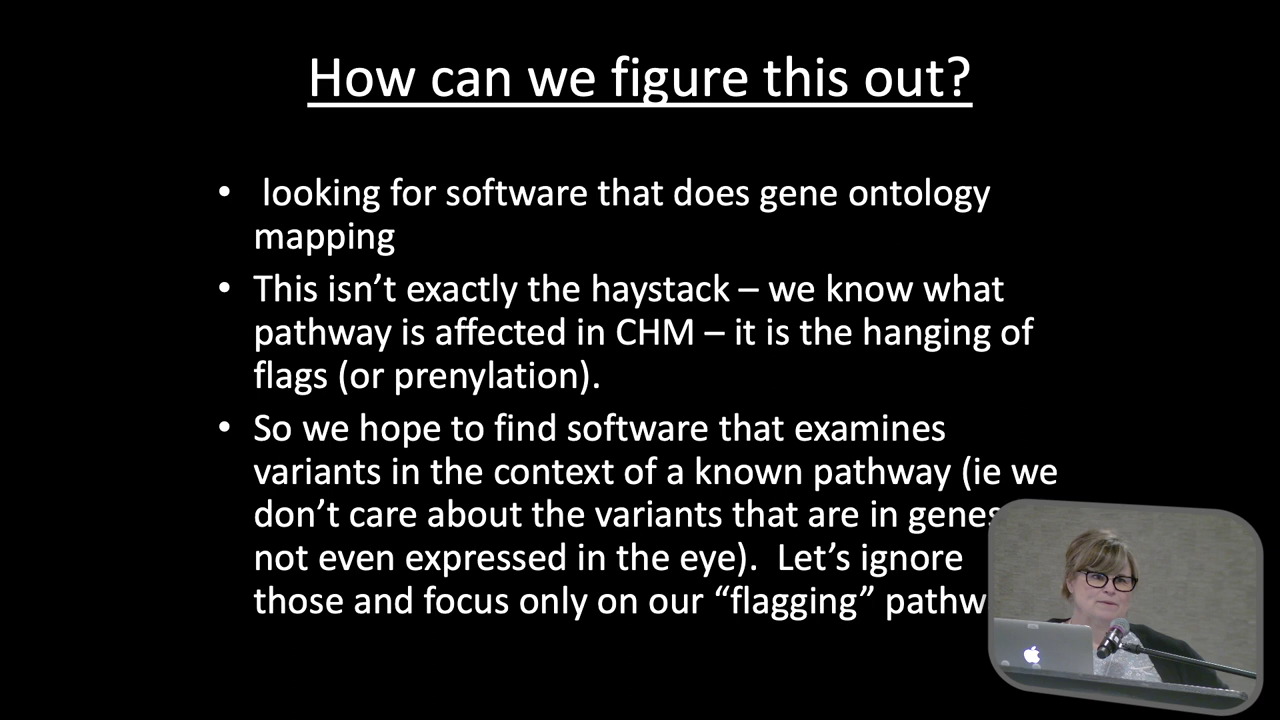 How can we figure this out?
• looking for software that does gene ontology
mapping
• This isn’t exactly the haystack – we know what
pathway is affected in CHM – it is the hanging of
flags (or prenylation).
• So we hope to find software that examines
variants in the context of a known pathway (ie we
don’t care about the variants that are in genes
not even expressed in the eye).  Let’s ignore
those and focus only on our “flagging”